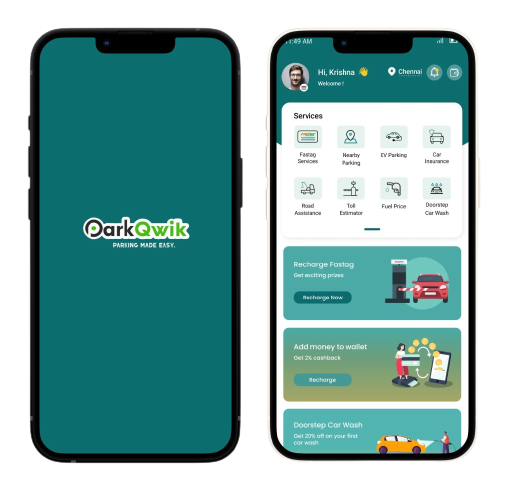 ParkQwik
PARKING MADE EASY.
11:49 AM
Hi, Krishna 👋
Welcome !
Chennai
Services
Fastag
Services
Nearby
Parking
EV Parking
Car
Insurance
Road
Assistance
Toll
Estimator
Fuel Price
Doorstep
Car Wash
Recharge Fastag
Get exciting prizes
Recharge Now
Add money to wallet
Get 2% cashback
Recharge
Doorstep Car Wash
Get 20% off on your first
car wash